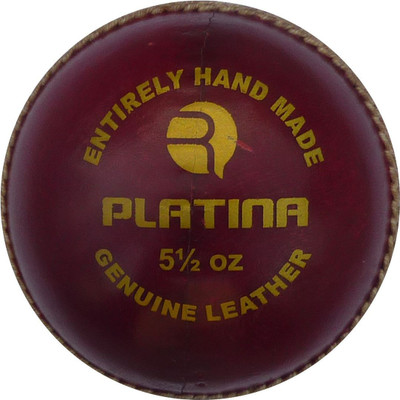 ENTIRELY HAND MADE
R
PLATINA
5½ OZ
GENUINE LEATHER